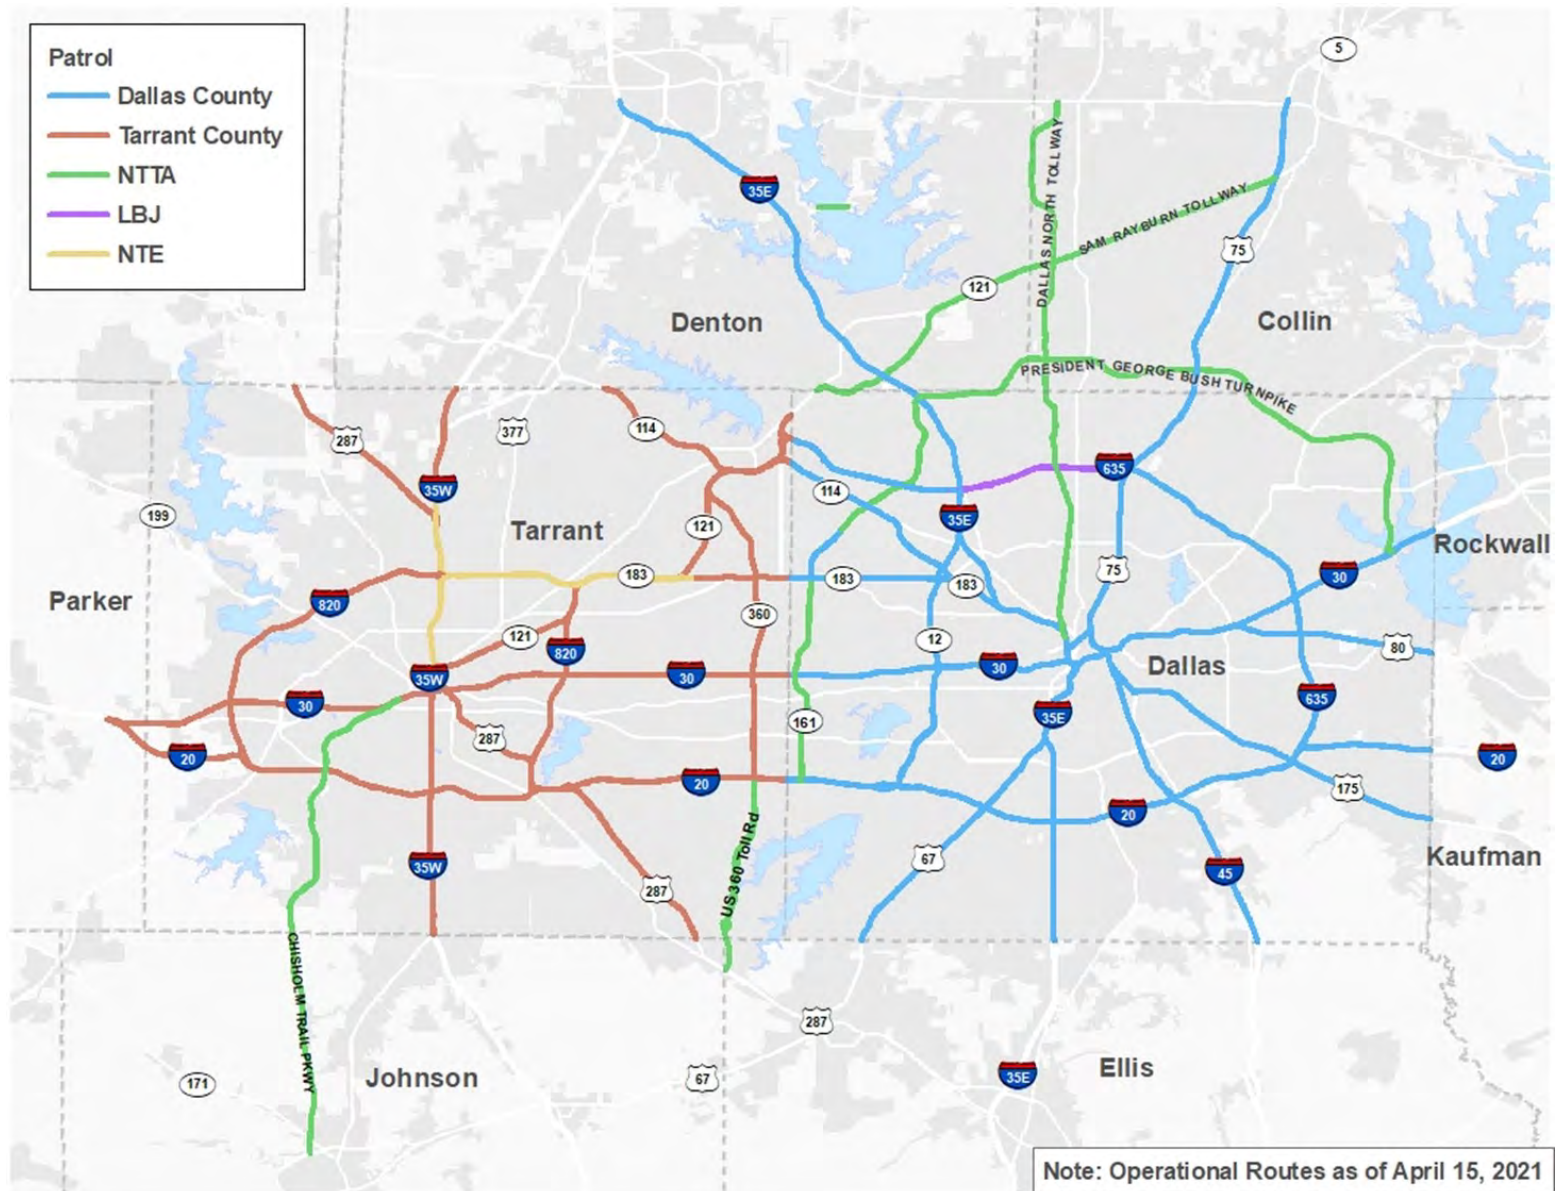 Patrol
Dallas County
Tarrant County
NTTA
LBJ
NTE
5
35E
DALLAS NORTH TOLLWAY
SAM RAYBURN TOLLWAY
75
121
Denton
Collin
PRESIDENT GEORGE BUSH TURNPIKE
287
377
114
35W
635
114
199
121
35E
Tarrant
Rockwall
183
183
183
75
30
Parker
820
360
121
820
12
80
35W
30
30
Dallas
30
635
287
161
35E
20
20
20
175
20
US 360 Toll Rd
67
Kaufman
35W
287
45
CHISHOLM TRAIL PKWY
287
171
Johnson
67
35E
Ellis
Note: Operational Routes as of April 15, 2021